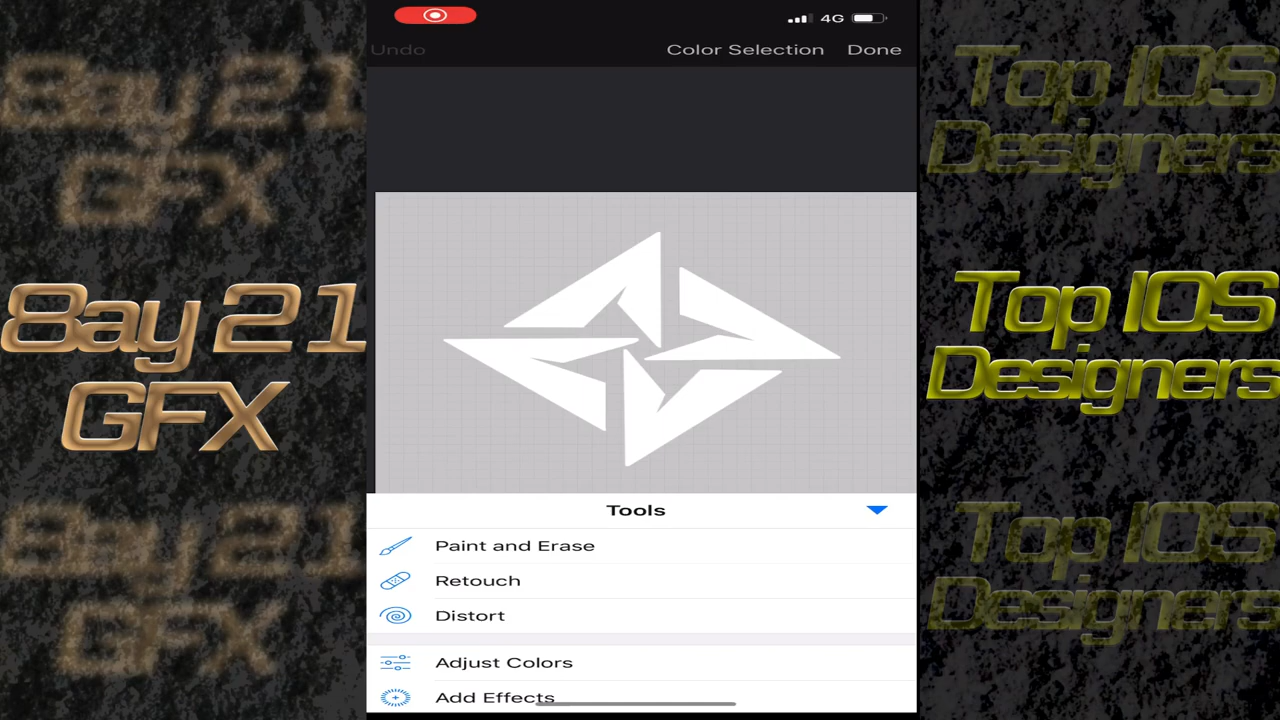 8ay 21
GFX
8ay 21
GFX
8ay 21
GFX
4G
Undo
Color Selection
Done
Tools
Paint and Erase
Retouch
Distort
Adjust Colors
Add Effects
Top IOS
Designers
Top IOS
Designers
Top IOS
Designers